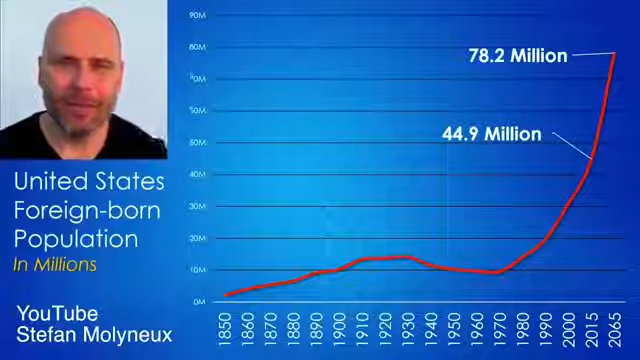 90M
80M
70M
60M
50M
40M
30M
20M
10M
0M
78.2 Million
44.9 Million
United States
Foreign-born
Population
In Millions
YouTube
Stefan Molyneux
1850
1860
1870
1880
1890
1900
1910
1920
1930
1940
1950
1960
1970
1980
1990
2000
2015
2065